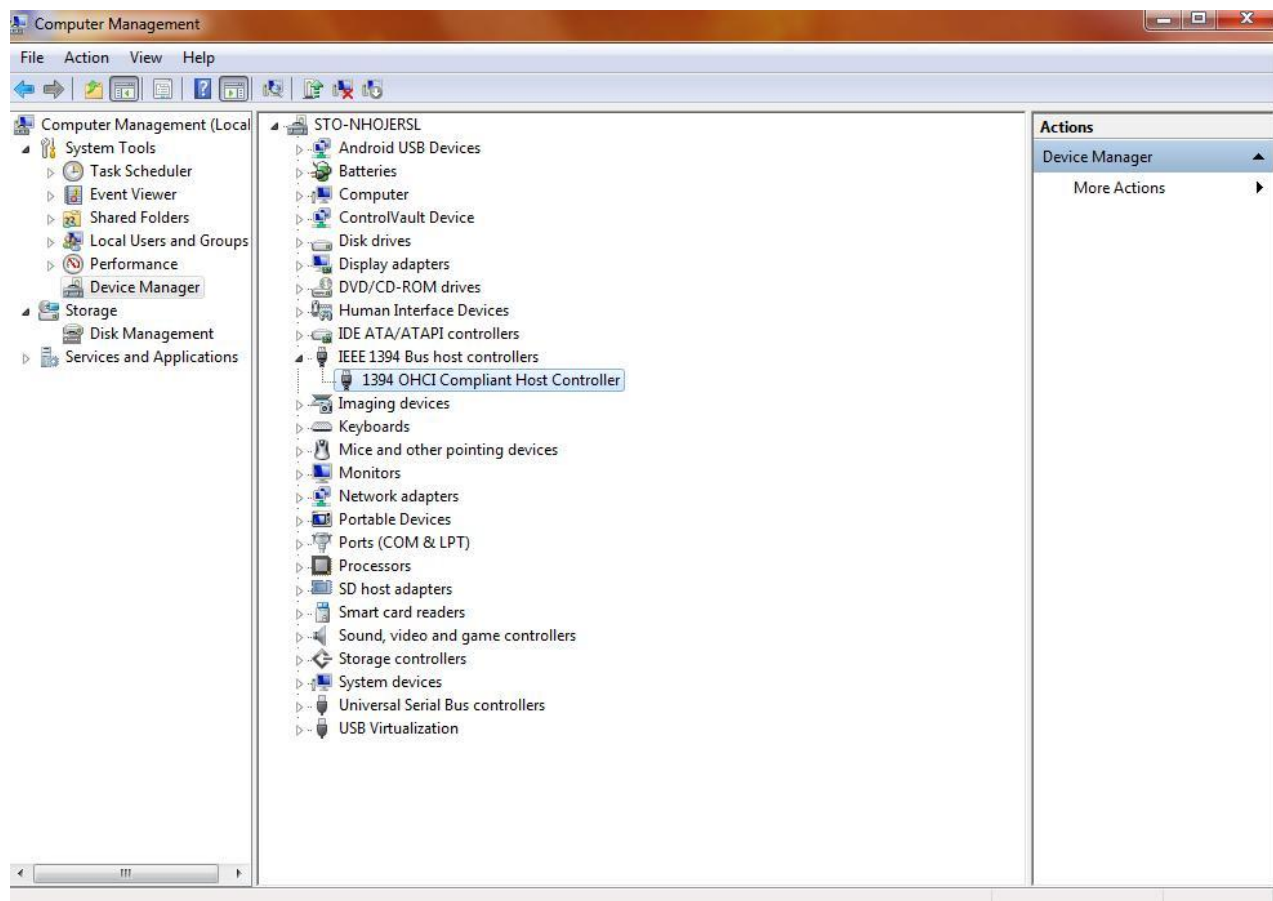 Computer Management
File Action View Help
Computer Management (Local
System Tools
Task Scheduler
Event Viewer
Shared Folders
Local Users and Groups
Performance
Device Manager
Storage
Disk Management
Services and Applications
STO-NHOJERSL
Android USB Devices
Batteries
Computer
ControlVault Device
Disk drives
Display adapters
DVD/CD-ROM drives
Human Interface Devices
IDE ATA/ATAPI controllers
IEEE 1394 Bus host controllers
1394 OHCI Compliant Host Controller
Imaging devices
Keyboards
Mice and other pointing devices
Monitors
Network adapters
Portable Devices
Ports (COM & LPT)
Processors
SD host adapters
Smart card readers
Sound, video and game controllers
Storage controllers
System devices
Universal Serial Bus controllers
USB Virtualization
Actions
Device Manager
More Actions